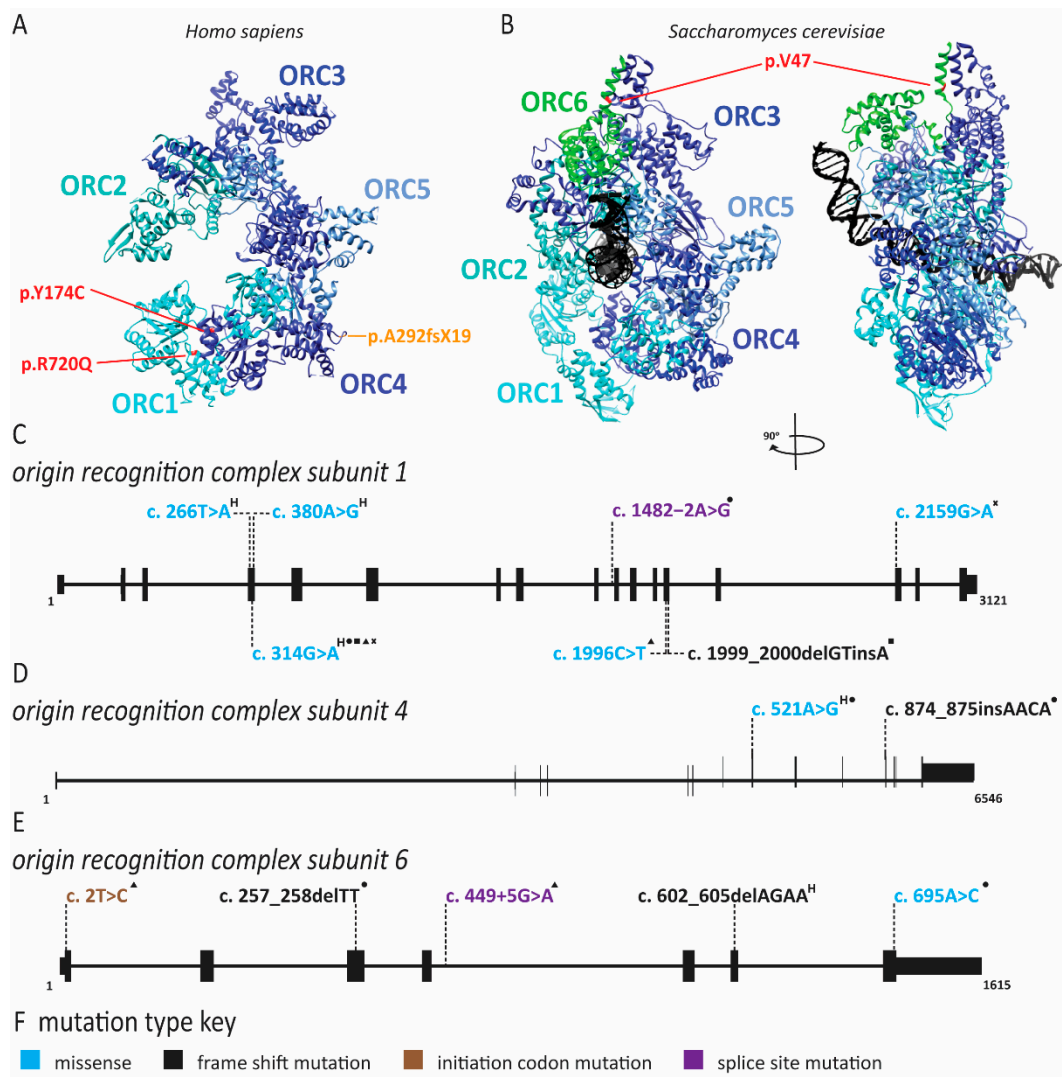 A
Homo sapiens
ORC3
ORC2
ORC5
p.Y174C
p.R720Q
p.A292fsX19
ORC4
ORC1
B
Saccharomyces cerevisiae
p.V47
ORC6
ORC3
ORC5
ORC2
ORC4
ORC1
90°
C
origin recognition complex subunit 1
c. 266T>A^H c. 380A>G^H c. 1482–2A>G^● c. 2159G>A^x
1 3121
c. 314G>A^H●■▲x c. 1996C>T^▲ c. 1999_2000delGTinsA^■
D
origin recognition complex subunit 4
c. 521A>G^H● c. 874_875insAACA^●
1 6546
E
origin recognition complex subunit 6
c. 2T>C^▲ c. 257_258delTT^● c. 449+5G>A^▲ c. 602_605delAGAA^H c. 695A>C^●
1 1615
F mutation type key
missense frame shift mutation initiation codon mutation splice site mutation